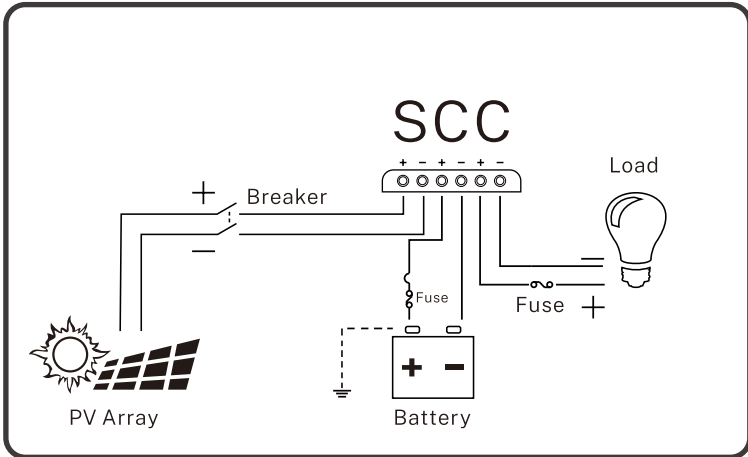 SCC
+ − + − + −
Load
+ Breaker
−
−
Fuse
Fuse +
+ −
PV Array
Battery